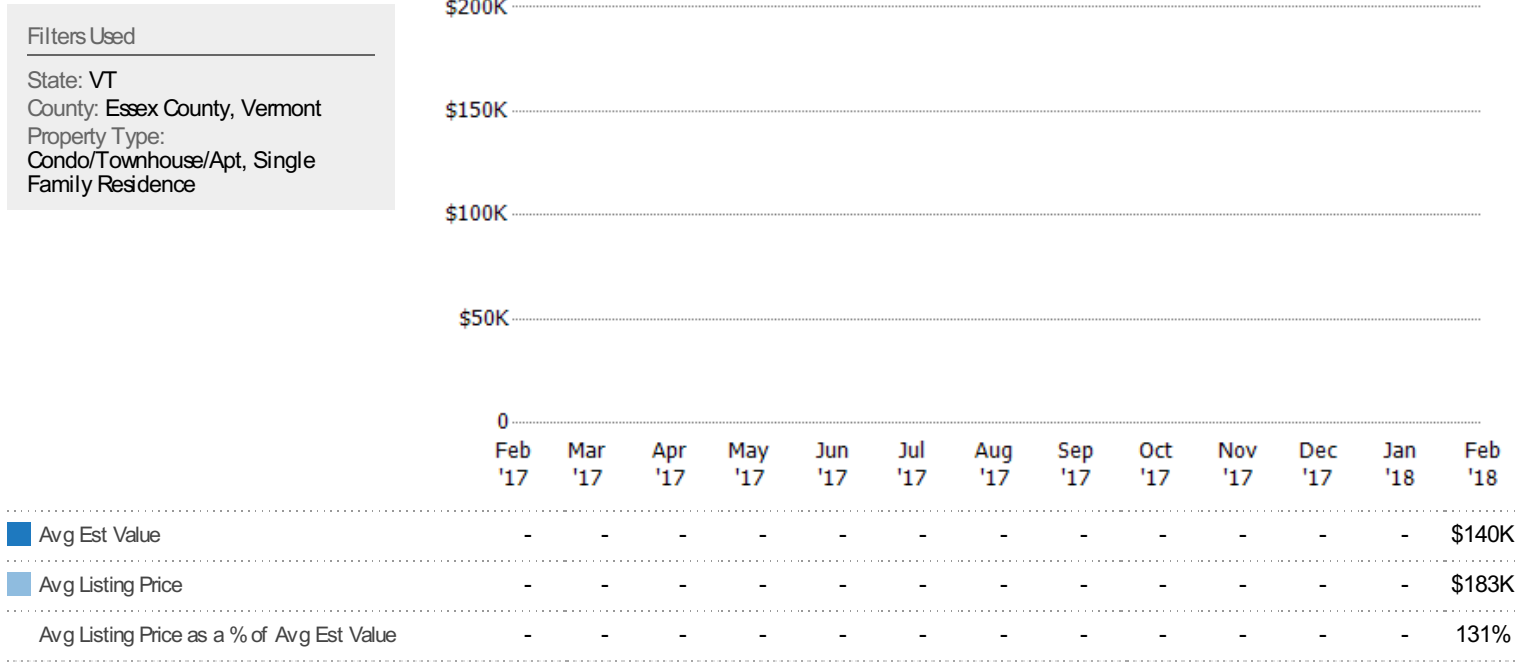 Filters Used
State: VT
County: Essex County, Vermont
Property Type:
Condo/Townhouse/Apt, Single
Family Residence
$200K
$150K
$100K
$50K
0
Feb Mar Apr May Jun Jul Aug Sep Oct Nov Dec Jan Feb
'17 '17 '17 '17 '17 '17 '17 '17 '17 '17 '17 '18 '18
Avg Est Value - - - - - - - - - - - - $140K
Avg Listing Price - - - - - - - - - - - - $183K
Avg Listing Price as a % of Avg Est Value - - - - - - - - - - - - 131%